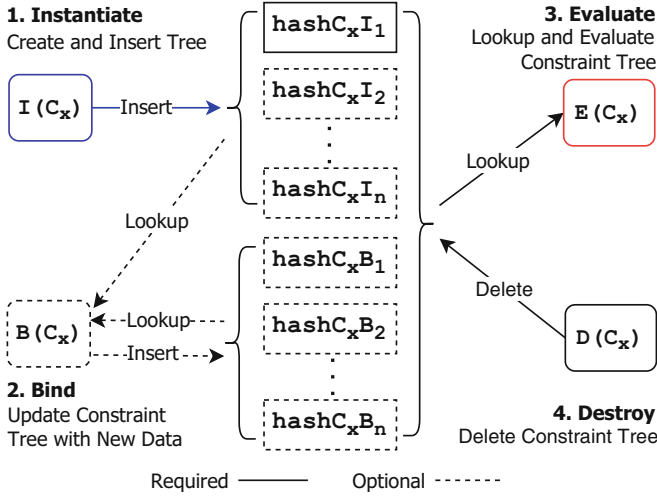 1. Instantiate
Create and Insert Tree
I(Cx)
Insert
hashCxI1
hashCxI2
hashCxIn
3. Evaluate
Lookup and Evaluate
Constraint Tree
E(Cx)
Lookup
Lookup
B(Cx)
Lookup
Insert
hashCxB1
hashCxB2
hashCxBn
Delete
D(Cx)
2. Bind
Update Constraint
Tree with New Data
4. Destroy
Delete Constraint Tree
Required
Optional